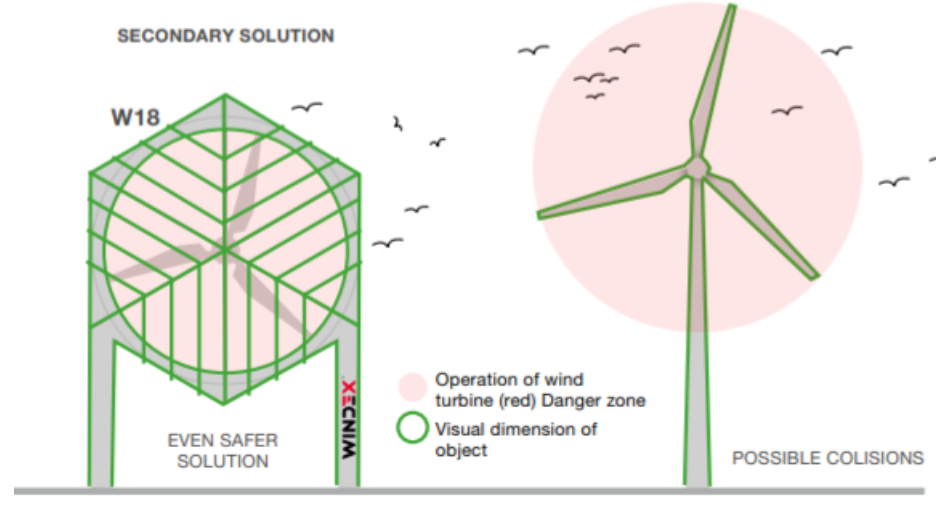 SECONDARY SOLUTION
W18
EVEN SAFER
SOLUTION
WINDCEX
Operation of wind
turbine (red) Danger zone
Visual dimension of
object
POSSIBLE COLISIONS